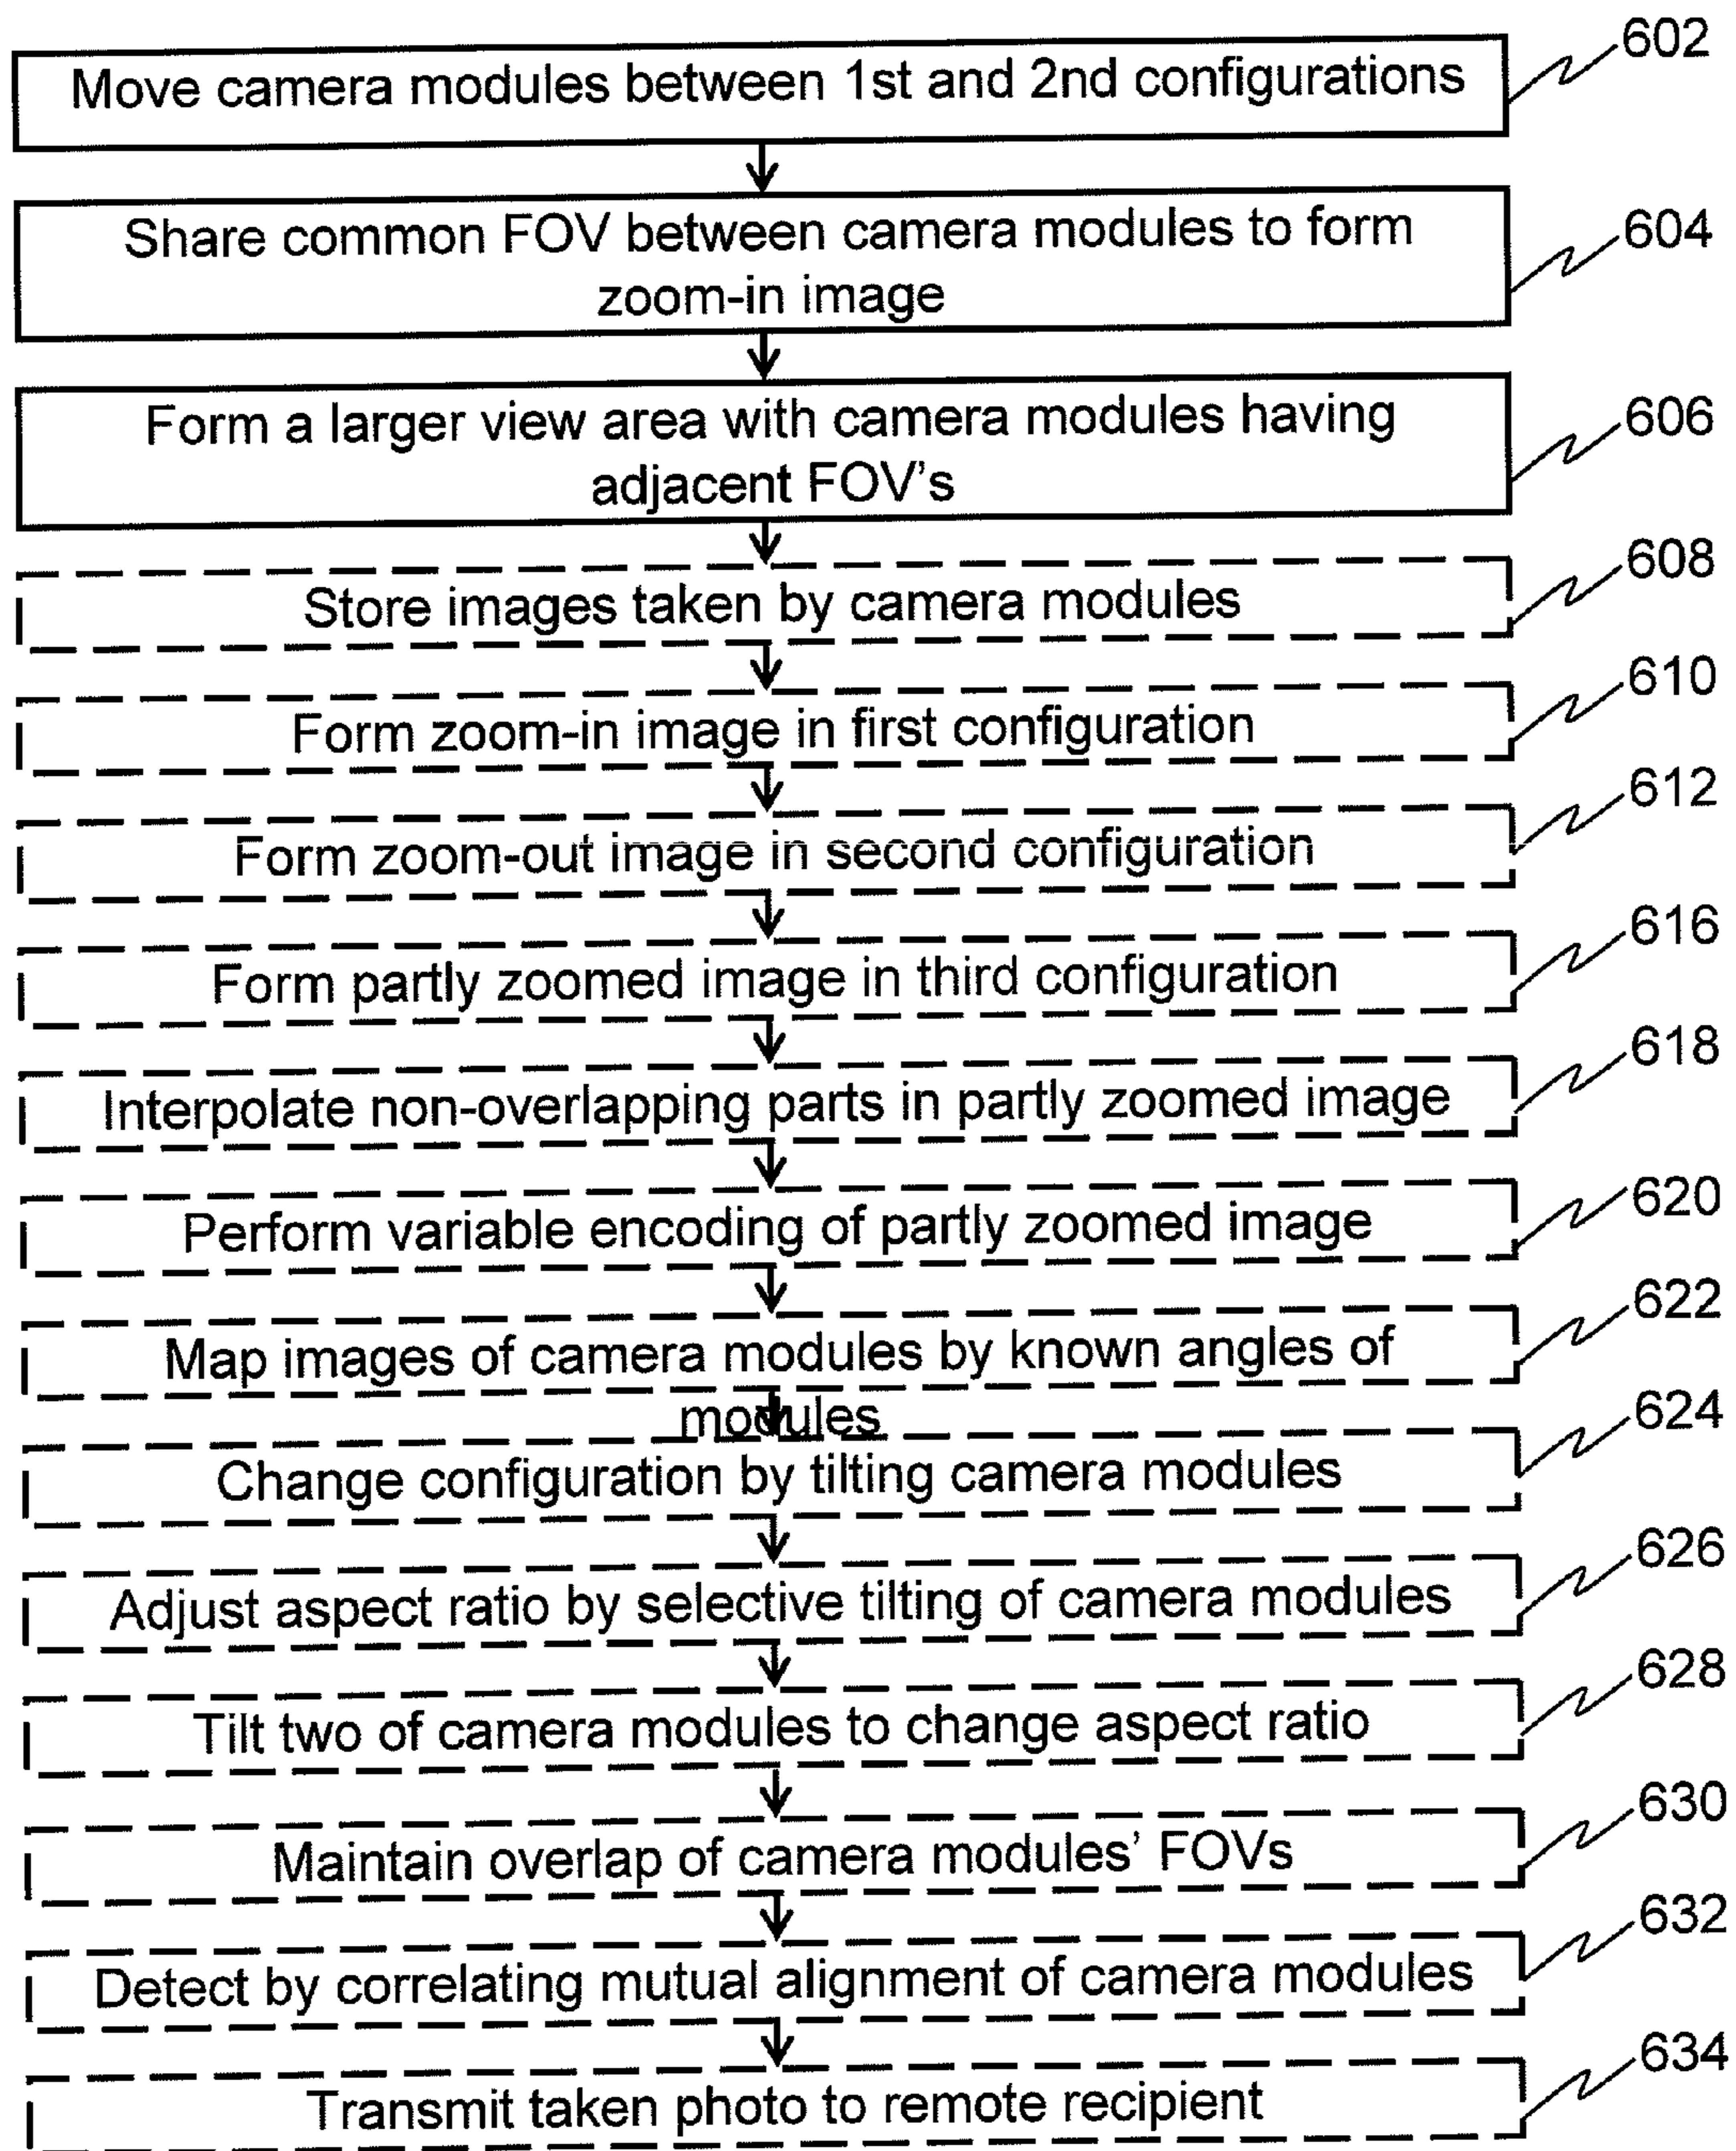 602
Move camera modules between 1st and 2nd configurations
604
Share common FOV between camera modules to form
zoom-in image
606
Form a larger view area with camera modules having
adjacent FOV's
608
Store images taken by camera modules
610
Form zoom-in image in first configuration
612
Form zoom-out image in second configuration
616
Form partly zoomed image in third configuration
618
Interpolate non-overlapping parts in partly zoomed image
620
Perform variable encoding of partly zoomed image
622
Map images of camera modules by known angles of
modules
624
Change configuration by tilting camera modules
626
Adjust aspect ratio by selective tilting of camera modules
628
Tilt two of camera modules to change aspect ratio
630
Maintain overlap of camera modules’ FOVs
632
Detect by correlating mutual alignment of camera modules
634
Transmit taken photo to remote recipient